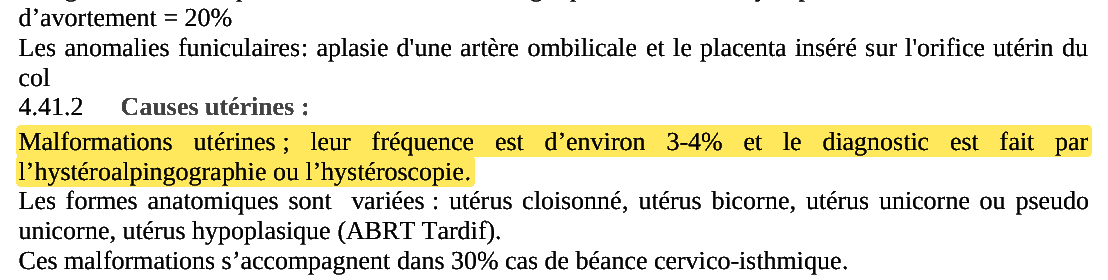 d’avortement = 20%
Les anomalies funiculaires: aplasie d'une artère ombilicale et le placenta inséré sur l'orifice utérin du
col
4.41.2 Causes utérines :
Malformations utérines ; leur fréquence est d’environ 3-4% et le diagnostic est fait par
l’hystéroalpingographie ou l’hystéroscopie.
Les formes anatomiques sont variées : utérus cloisonné, utérus bicorne, utérus unicorne ou pseudo
unicorne, utérus hypoplasique (ABRT Tardif).
Ces malformations s’accompagnent dans 30% cas de béance cervico-isthmique.